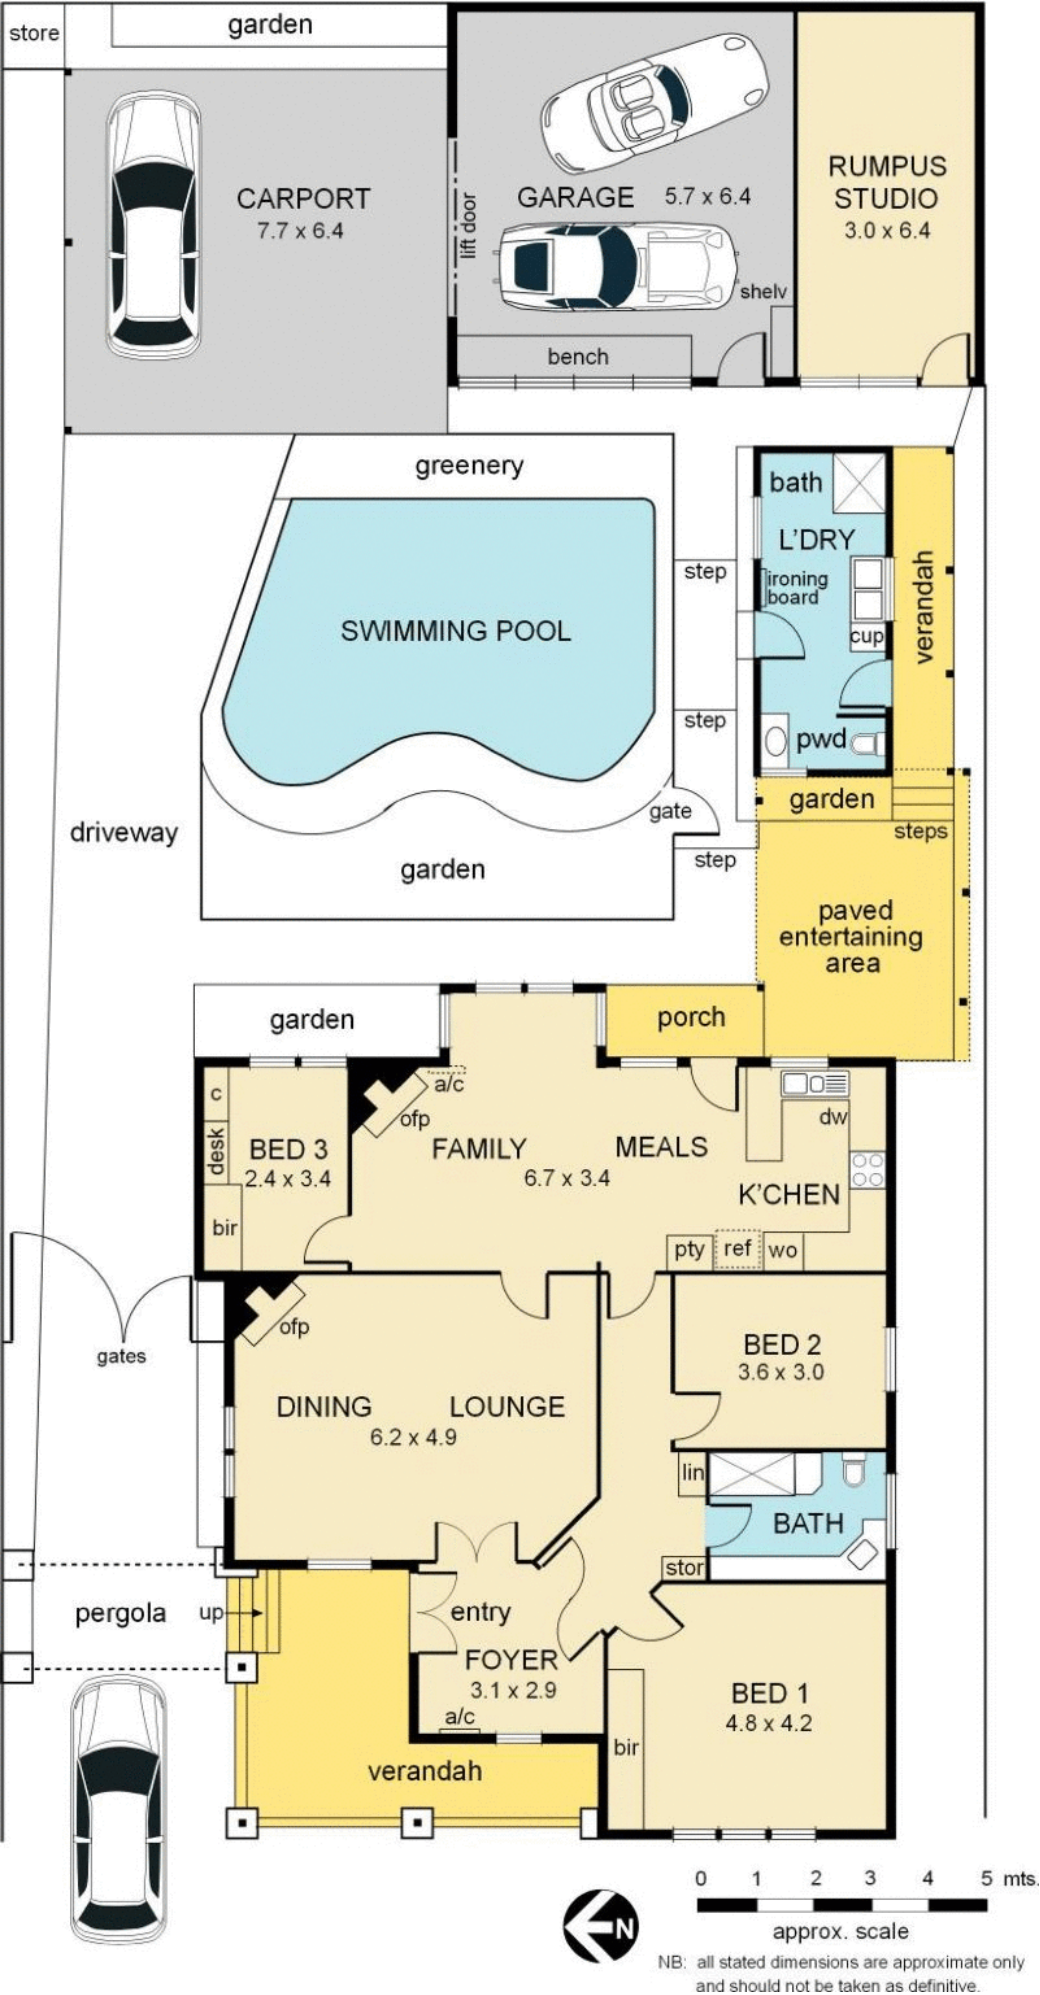 store
garden
CARPORT
7.7 x 6.4
lift door
GARAGE 5.7 x 6.4
shelv
bench
RUMPUS
STUDIO
3.0 x 6.4
greenery
SWIMMING POOL
step
step
bath
L'DRY
ironing
board
cup
verandah
pwd
garden
steps
gate
step
driveway
garden
paved
entertaining
area
garden
porch
c
desk
BED 3
2.4 x 3.4
bir
a/c
ofp
FAMILY
MEALS
6.7 x 3.4
dw
K'CHEN
pty
ref
wo
gates
ofp
DINING
LOUNGE
6.2 x 4.9
BED 2
3.6 x 3.0
lin
BATH
stor
pergola
up
entry
FOYER
3.1 x 2.9
a/c
verandah
BED 1
4.8 x 4.2
bir
0 1 2 3 4 5 mts.
N
approx. scale
NB: all stated dimensions are approximate only
and should not be taken as definitive.